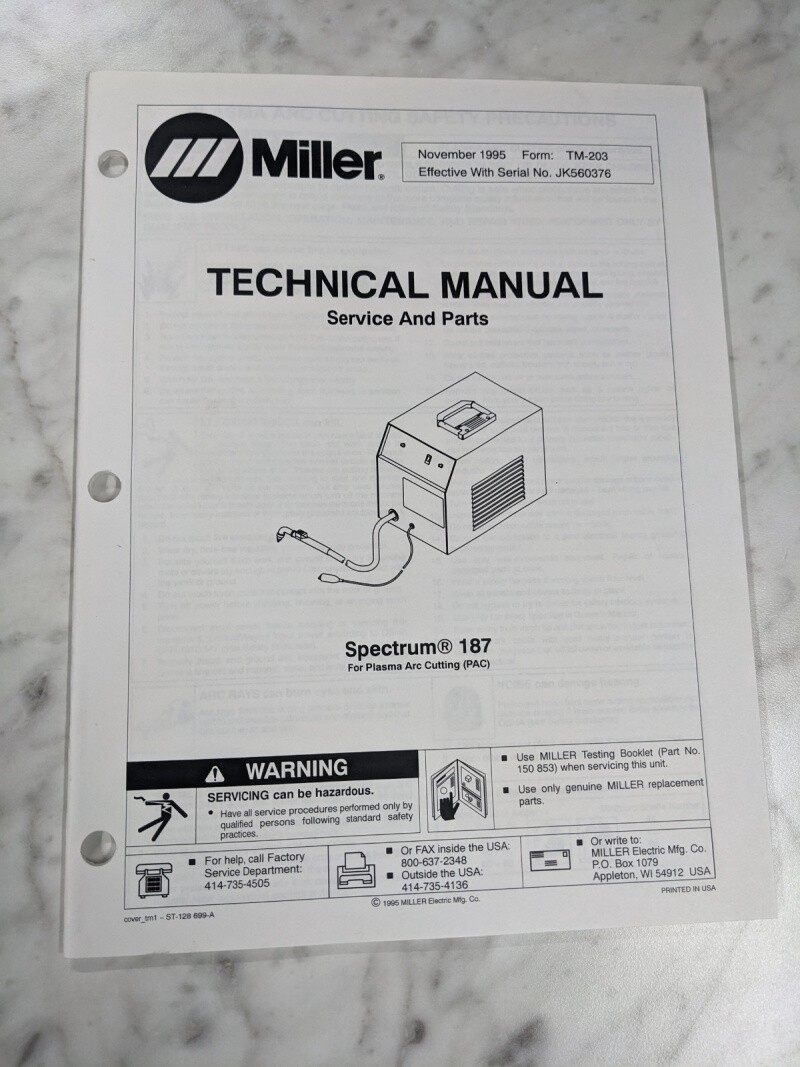 Miller®
November 1995 Form: TM-203
Effective With Serial No. JK560376
TECHNICAL MANUAL
Service And Parts
Spectrum® 187
For Plasma Arc Cutting (PAC)
WARNING
SERVICING can be hazardous.
• Have all service procedures performed only by
qualified persons following standard safety
practices.
■ Use MILLER Testing Booklet (Part No.
150 853) when servicing this unit.
■ Use only genuine MILLER replacement
parts.
■ For help, call Factory
Service Department:
414-735-4505
■ Or FAX inside the USA:
800-637-2348
■ Outside the USA:
414-735-4136
■ Or write to:
MILLER Electric Mfg. Co.
P.O. Box 1079
Appleton, WI 54912 USA
cover_tm1 – ST-128 699-A
© 1995 MILLER Electric Mfg. Co.
PRINTED IN USA